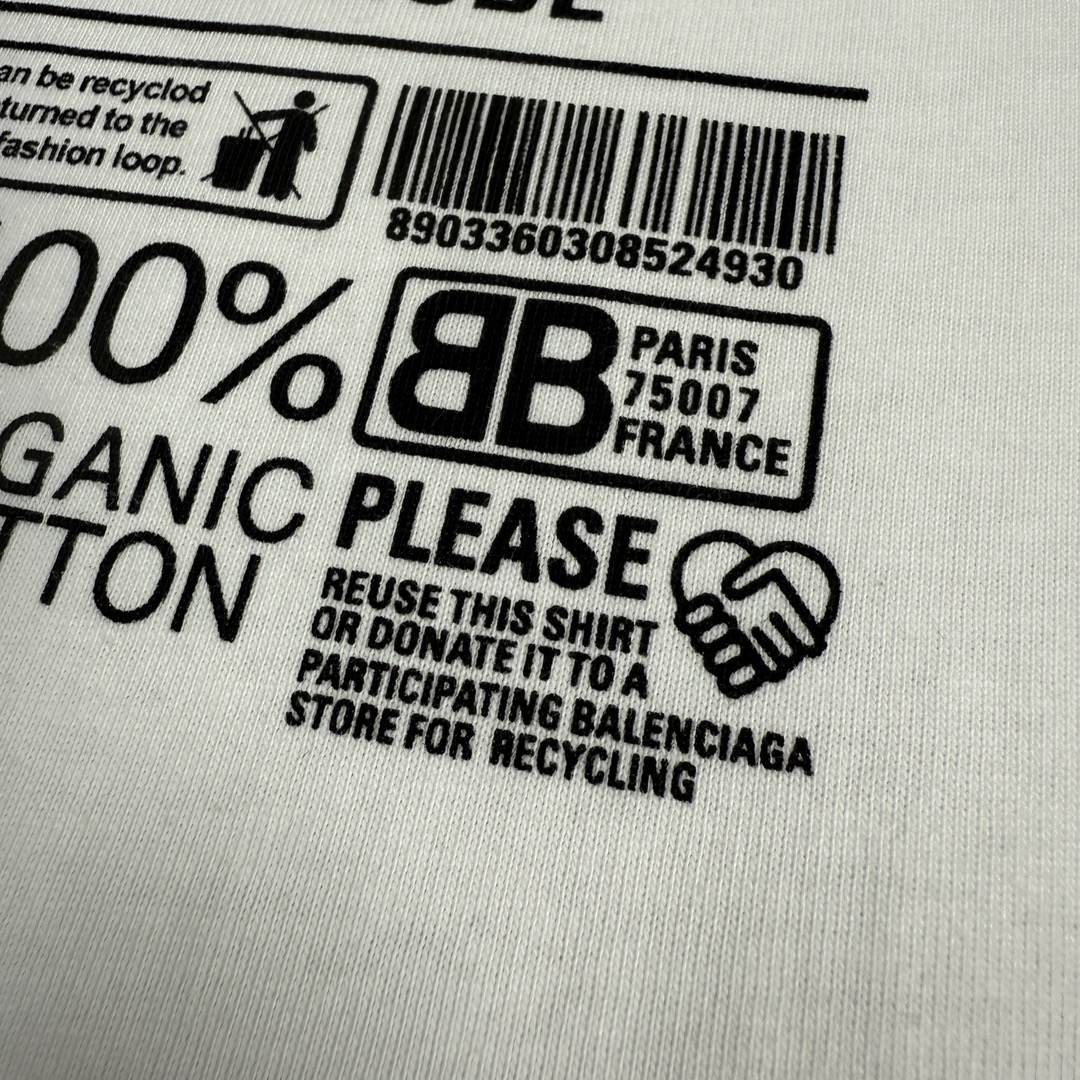 an be recyclod
turned to the
fashion loop.
8903360308524930
00%
BB
PARIS
75007
FRANCE
GANIC
TTON
PLEASE
REUSE THIS SHIRT
OR DONATE IT TO A
PARTICIPATING BALENCIAGA
STORE FOR RECYCLING